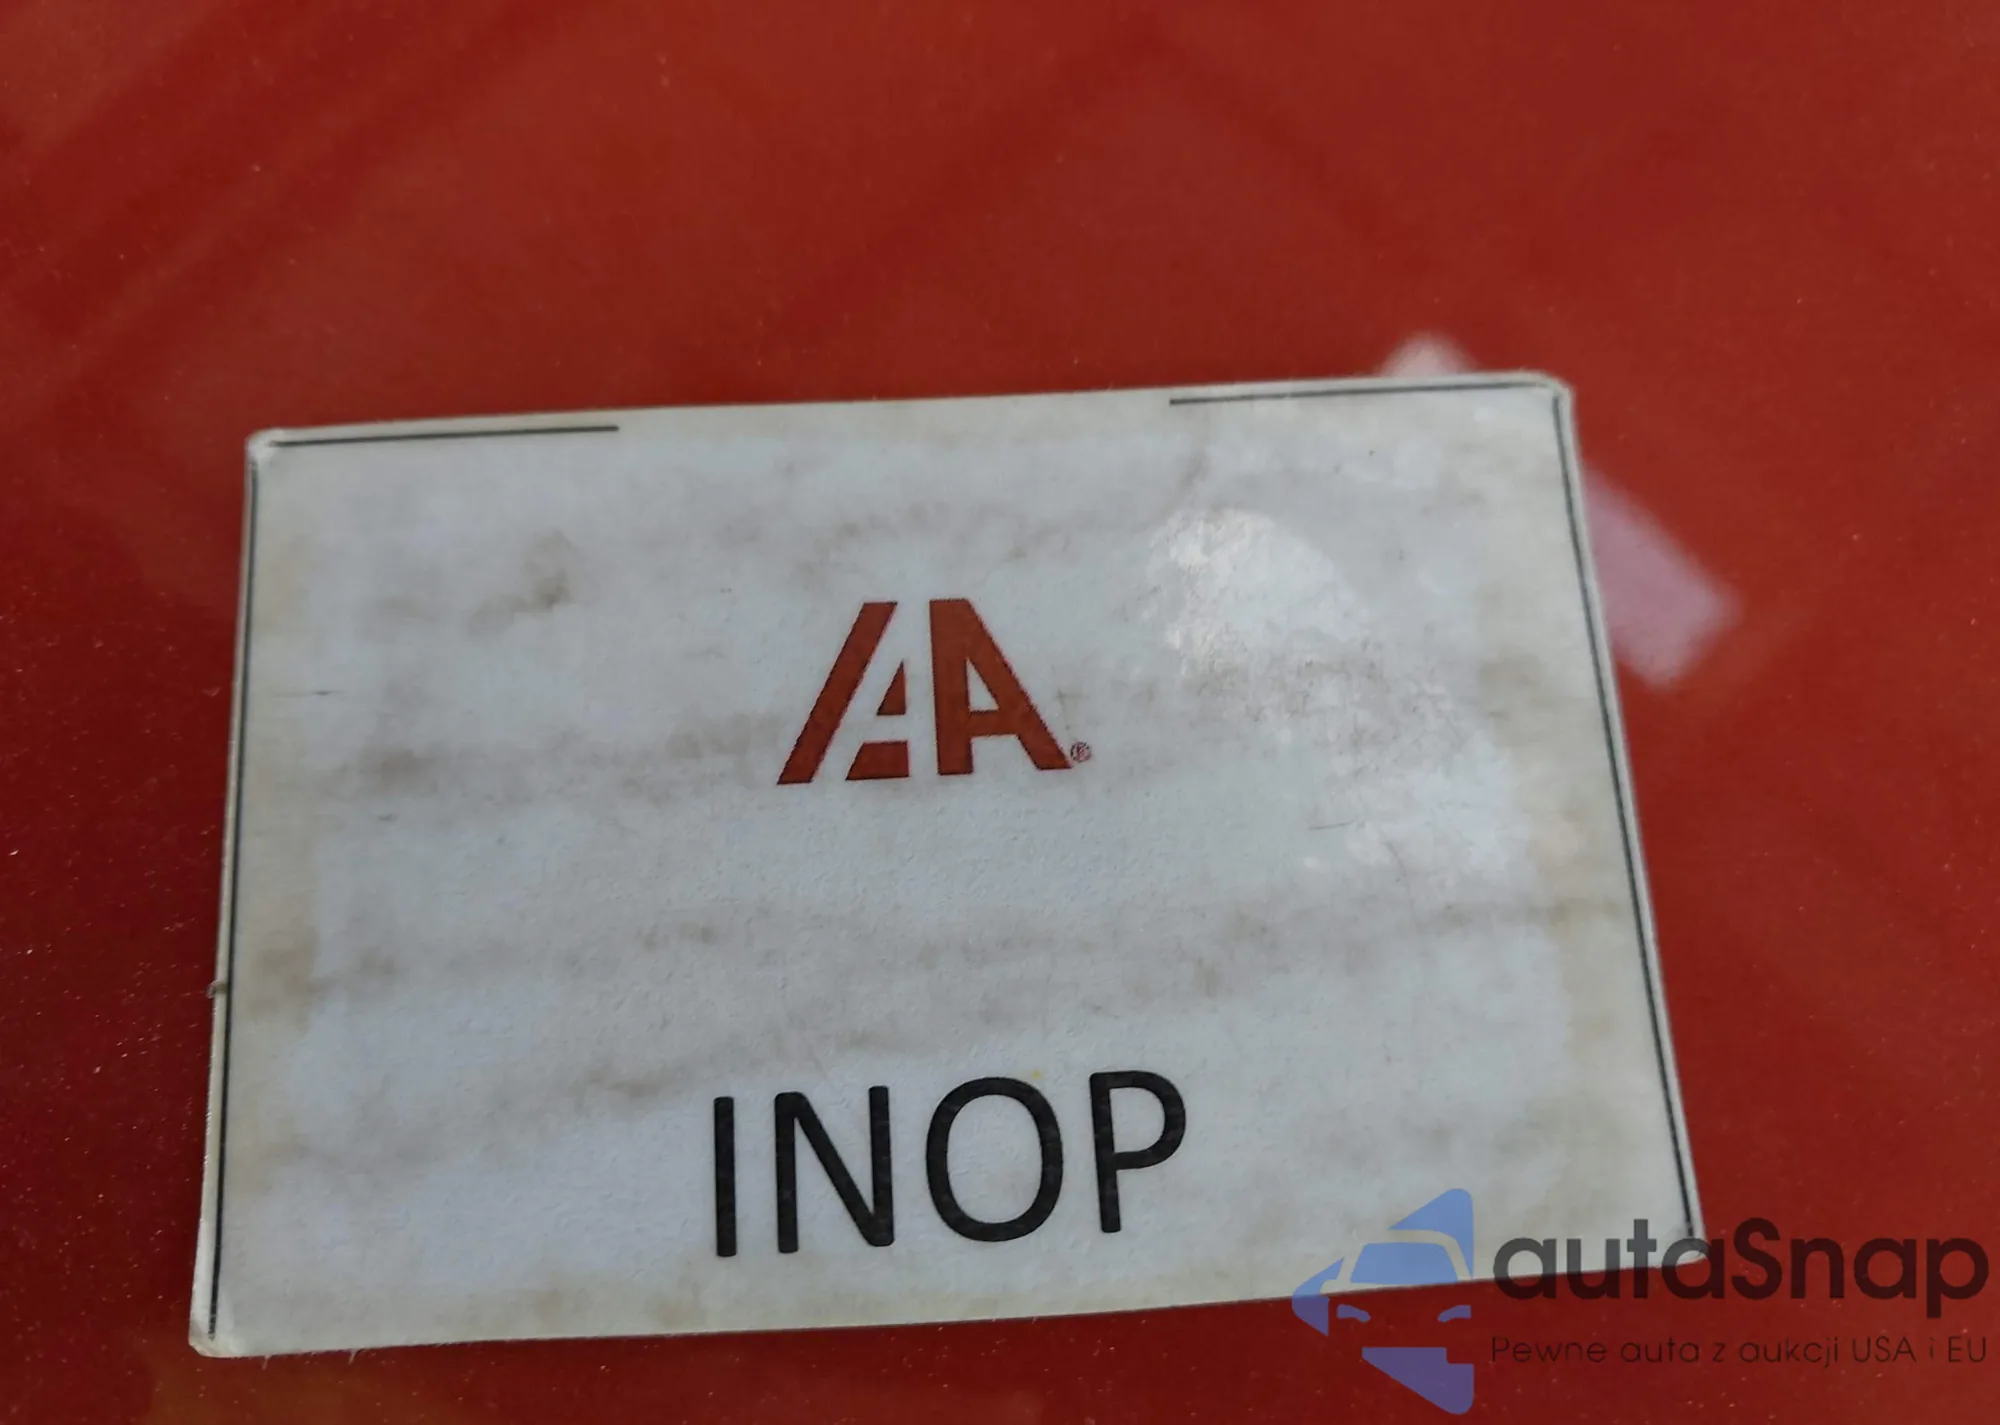 IAA®
INOP
autaSnap
Pewne auta z aukcji USA i EU